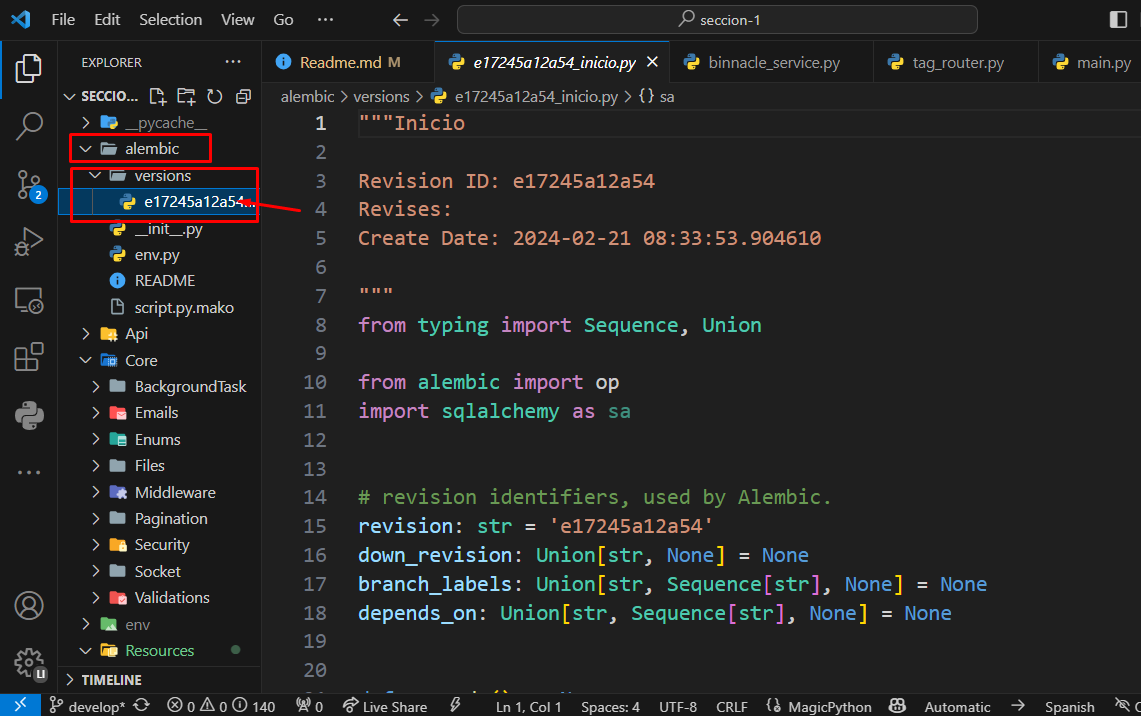 File Edit Selection View Go ··· seccion-1
EXPLORER ···
Readme.md M e17245a12a54_inicio.py binnacle_service.py tag_router.py main.py
SECCIO...
alembic > versions > e17245a12a54_inicio.py > {} sa
__pycache__
alembic
versions
e17245a12a54...
__init__.py
env.py
README
script.py.mako
Api
Core
BackgroundTask
Emails
Enums
Files
Middleware
Pagination
Security
Socket
Validations
env
Resources
TIMELINE
2
1 """Inicio
2
3 Revision ID: e17245a12a54
4 Revises:
5 Create Date: 2024-02-21 08:33:53.904610
6
7 """
8 from typing import Sequence, Union
9
10 from alembic import op
11 import sqlalchemy as sa
12
13
14 # revision identifiers, used by Alembic.
15 revision: str = 'e17245a12a54'
16 down_revision: Union[str, None] = None
17 branch_labels: Union[str, Sequence[str], None] = None
18 depends_on: Union[str, Sequence[str], None] = None
19
20
develop* 0 0 140 0 Live Share Ln 1, Col 1 Spaces: 4 UTF-8 CRLF MagicPython Automatic Spanish